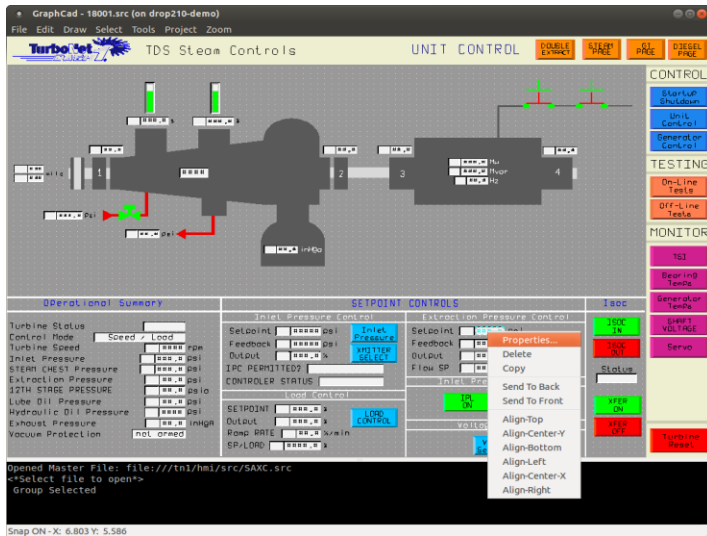 GraphCad - 18001.src (on drop210-demo)
File Edit Draw Select Tools Project Zoom
TurboNet TDS Steam Controls UNIT CONTROL DOUBLE EXTRACT STEAM PAGE DI PAGE DIESEL PAGE
CONTROL
Startup Shutdown
Unit Control
Generator Control
TESTING
On-Line Tests
Off-Line Tests
MONITOR
TSI
Bearing Temps
Generator Temps
SHAFT VOLTAGE
Servo
Turbine Reset
1
2
3
4
Mw
Mvar
Hz
Psi
psi
inHga
Operational Summary
Turbine Status
Control Mode Speed / Load
Turbine Speed rpm
Inlet Pressure psi
STEAM CHEST Pressure psi
Extraction Pressure psi
12TH STAGE PRESSURE psig
Lube Oil Pressure psi
Hydraulic Oil Pressure psi
Exhaust Pressure inHgA
Vacuum Protection not armed
SETPOINT CONTROLS
Inlet Pressure Control
Setpoint psi Inlet Pressure
Feedback psi
Output % XMITTER SELECT
IPC PERMITTED?
CONTROLER STATUS
Load Control
SETPOINT %
Output % LOAD CONTROL
Ramp RATE %/min
SP/LOAD %
Extraction Pressure Control
Setpoint psi
Feedback
Output
Flow SP
Inlet Pre
IPL ON
Voltag
Isoc
ISOC IN
ISOC OUT
Status
XFER ON
XFER OFF
Properties...
Delete
Copy
Send To Back
Send To Front
Align-Top
Align-Center-Y
Align-Bottom
Align-Left
Align-Center-X
Align-Right
Opened Master File: file:///tn1/hmi/src/SAXC.src
<*Select file to open*>
Group Selected
Snap ON - X: 6.803 Y: 5.586